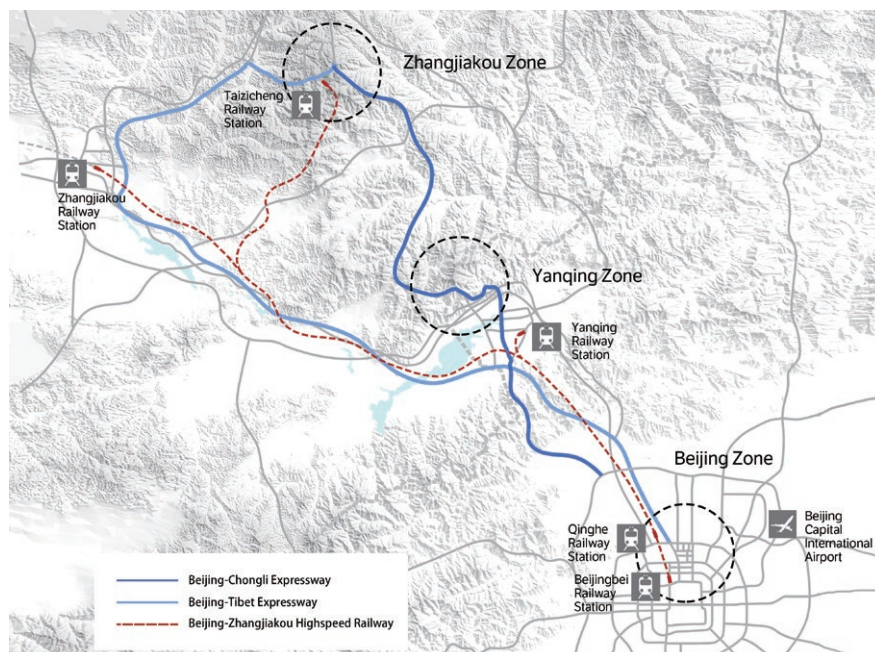 Zhangjiakou Zone
Taizicheng
Railway
Station
Zhangjiakou
Railway
Station
Yanqing Zone
Yanqing
Railway
Station
Beijing Zone
Qinghe
Railway
Station
Beijing
Capital
International
Airport
Beijingbei
Railway
Station
Beijing-Chongli Expressway
Beijing-Tibet Expressway
Beijing-Zhangjiakou Highspeed Railway